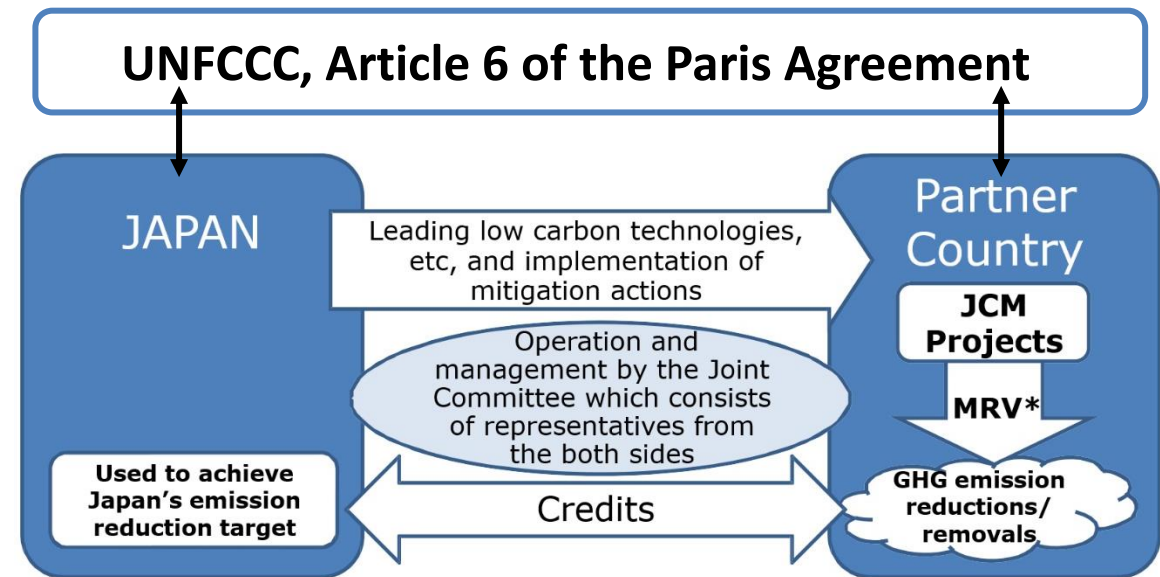 UNFCCC, Article 6 of the Paris Agreement
JAPAN
Leading low carbon technologies,
etc, and implementation of
mitigation actions
Partner
Country
JCM
Projects
Operation and
management by the Joint
Committee which consists
of representatives from
the both sides
MRV*
Used to achieve
Japan's emission
reduction target
Credits
GHG emission
reductions/
removals